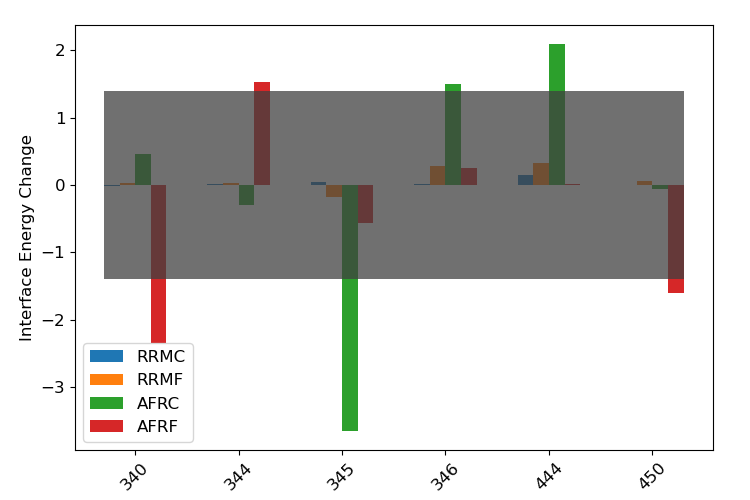 2
1
0
−1
−2
−3
Interface Energy Change
RRMC
RRMF
AFRC
AFRF
340
344
345
346
444
450